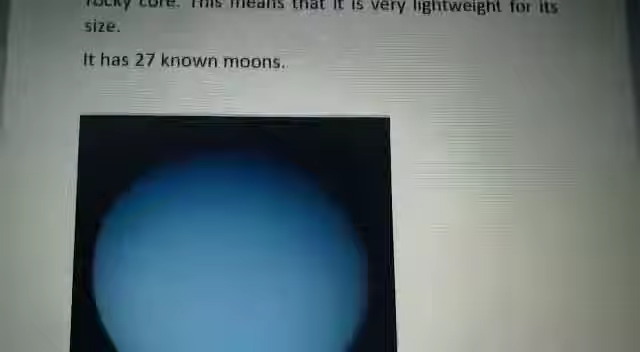 rocky core. This means that it is very lightweight for its
size.
It has 27 known moons.